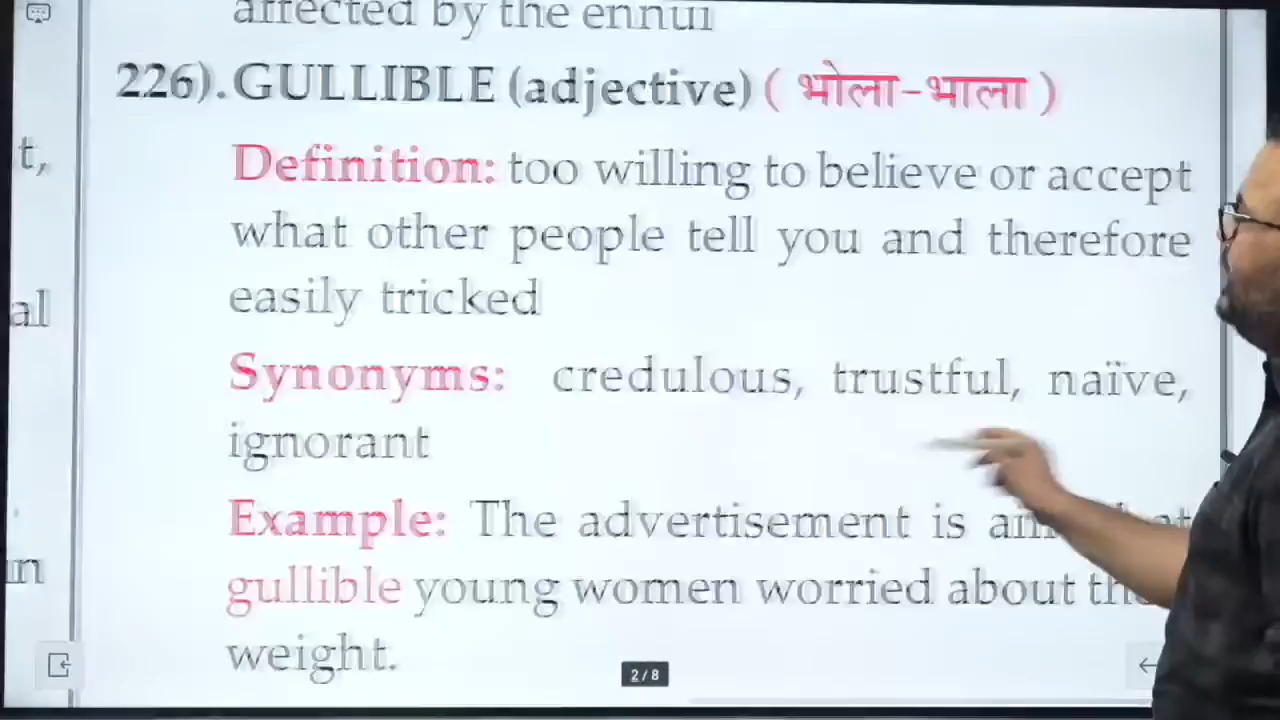 affected by the ennui
226). GULLIBLE (adjective) ( भोला-भाला )
t,
Definition: too willing to believe or accept
what other people tell you and therefore
al
easily tricked
Synonyms: credulous, trustful, naïve,
ignorant
Example: The advertisement is
in
gullible young women worried about
weight.
2/8